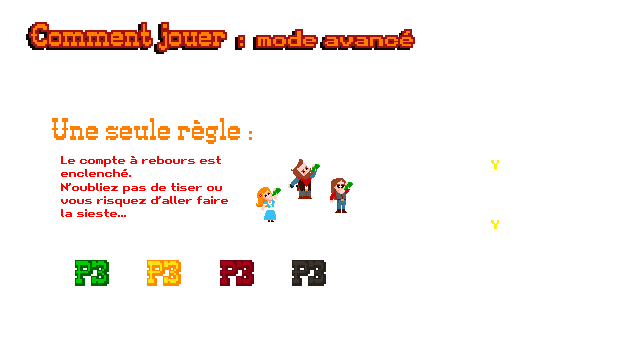 Comment jouer : mode avancé
Une seule règle :
Le compte à rebours est
enclenché.
N'oubliez pas de tiser ou
vous risquez d'aller faire
la sieste...
Y
Y
P3 P3 P3 P3